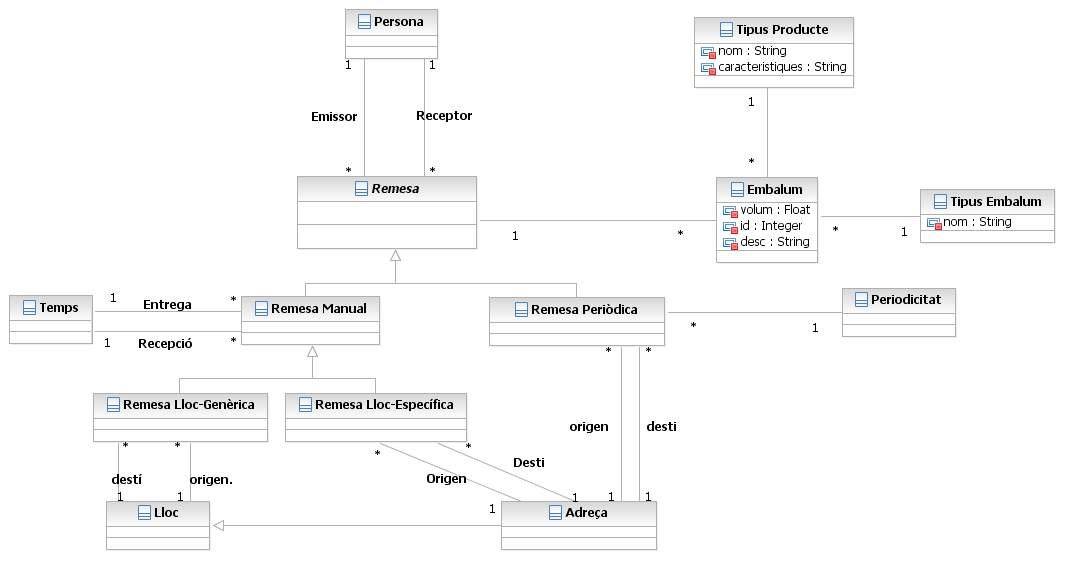 Persona
Tipus Producte
nom : String
caracteristiques : String
1
1
1
Emissor
Receptor
*
*
*
Remesa
Embalum
volum : Float
id : Integer
desc : String
Tipus Embalum
nom : String
1
*
*
1
Temps
1
Entrega
*
1
Recepció
*
Remesa Manual
Remesa Periòdica
*
1
Periodicitat
*
*
Remesa Lloc-Genèrica
Remesa Lloc-Específica
*
*
*
*
origen
desti
destí
origen.
Origen
Desti
1
1
1
1
1
1
Lloc
Adreça